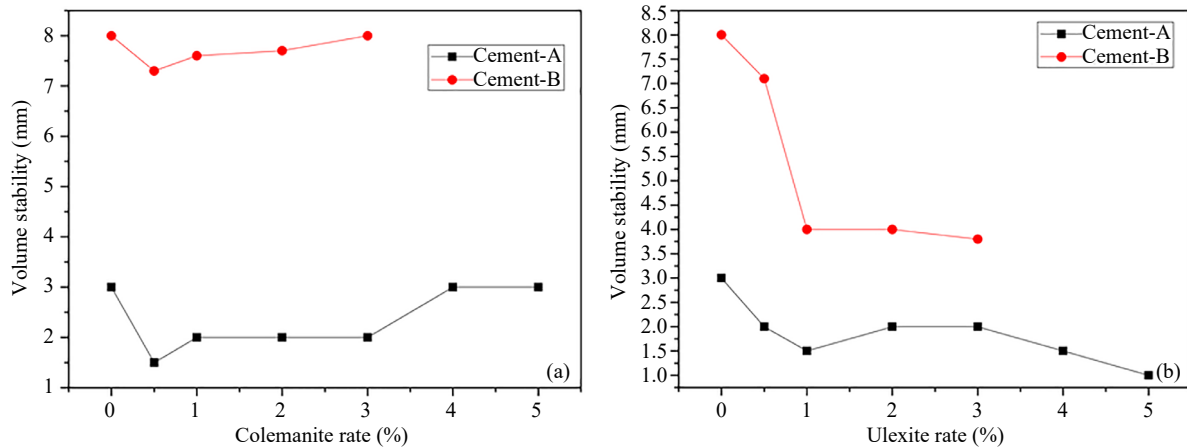 8
7
6
5
4
3
2
1
Volume stability (mm)
Cement-A
Cement-B
(a)
0 1 2 3 4 5
Colemanite rate (%)
8.5
8.0
7.5
7.0
6.5
6.0
5.5
5.0
4.5
4.0
3.5
3.0
2.5
2.0
1.5
1.0
Volume stability (mm)
Cement-A
Cement-B
(b)
0 1 2 3 4 5
Ulexite rate (%)